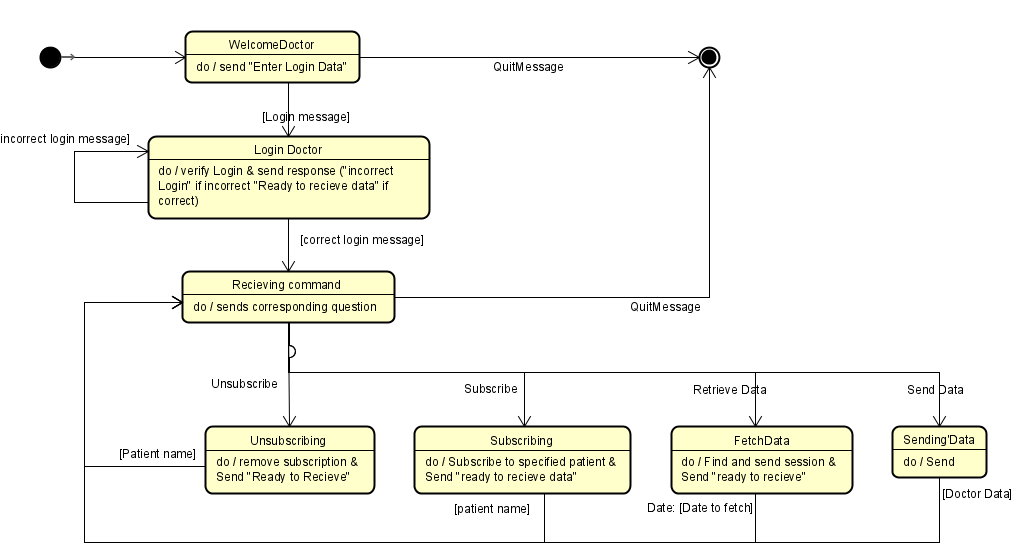 WelcomeDoctor
do / send "Enter Login Data"
QuitMessage
[Login message]
incorrect login message]
Login Doctor
do / verify Login & send response ("incorrect
Login" if incorrect "Ready to recieve data" if
correct)
[correct login message]
Recieving command
do / sends corresponding question
QuitMessage
Unsubscribe
Subscribe
Retrieve Data
Send Data
Unsubscribing
do / remove subscription &
Send "Ready to Recieve"
Subscribing
do / Subscribe to specified patient &
Send "ready to recieve data"
FetchData
do / Find and send session &
Send "ready to recieve"
Sending'Data
do / Send
[Patient name]
[patient name]
Date: [Date to fetch]
[Doctor Data]